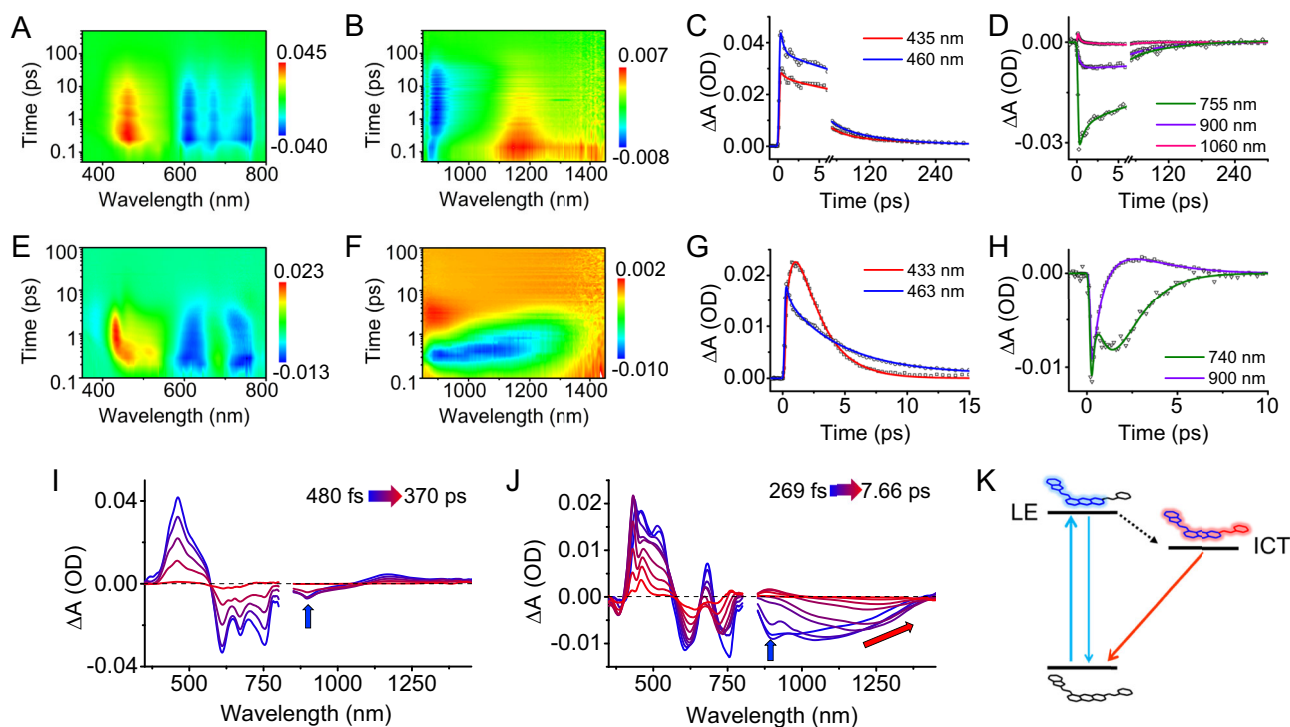 A
Time (ps)
100
10
1
0.1
400
600
800
Wavelength (nm)
0.045
-0.040
B
Time (ps)
100
10
1
0.1
1000
1200
1400
Wavelength (nm)
0.007
-0.008
C
ΔA (OD)
0.04
0.02
0.00
0
5
120
240
Time (ps)
435 nm
460 nm
D
ΔA (OD)
0.00
-0.03
0
5
120
240
Time (ps)
755 nm
900 nm
1060 nm
E
Time (ps)
100
10
1
0.1
400
600
800
Wavelength (nm)
0.023
-0.013
F
Time (ps)
100
10
1
0.1
1000
1200
1400
Wavelength (nm)
0.002
-0.010
G
ΔA (OD)
0.02
0.01
0.00
0
5
10
15
Time (ps)
433 nm
463 nm
H
ΔA (OD)
0.00
-0.01
0
5
10
Time (ps)
740 nm
900 nm
I
ΔA (OD)
0.04
0.00
-0.04
500
750
1000
1250
Wavelength (nm)
480 fs
370 ps
J
ΔA (OD)
0.02
0.01
0.00
-0.01
500
750
1000
1250
Wavelength (nm)
269 fs
7.66 ps
K
LE
ICT